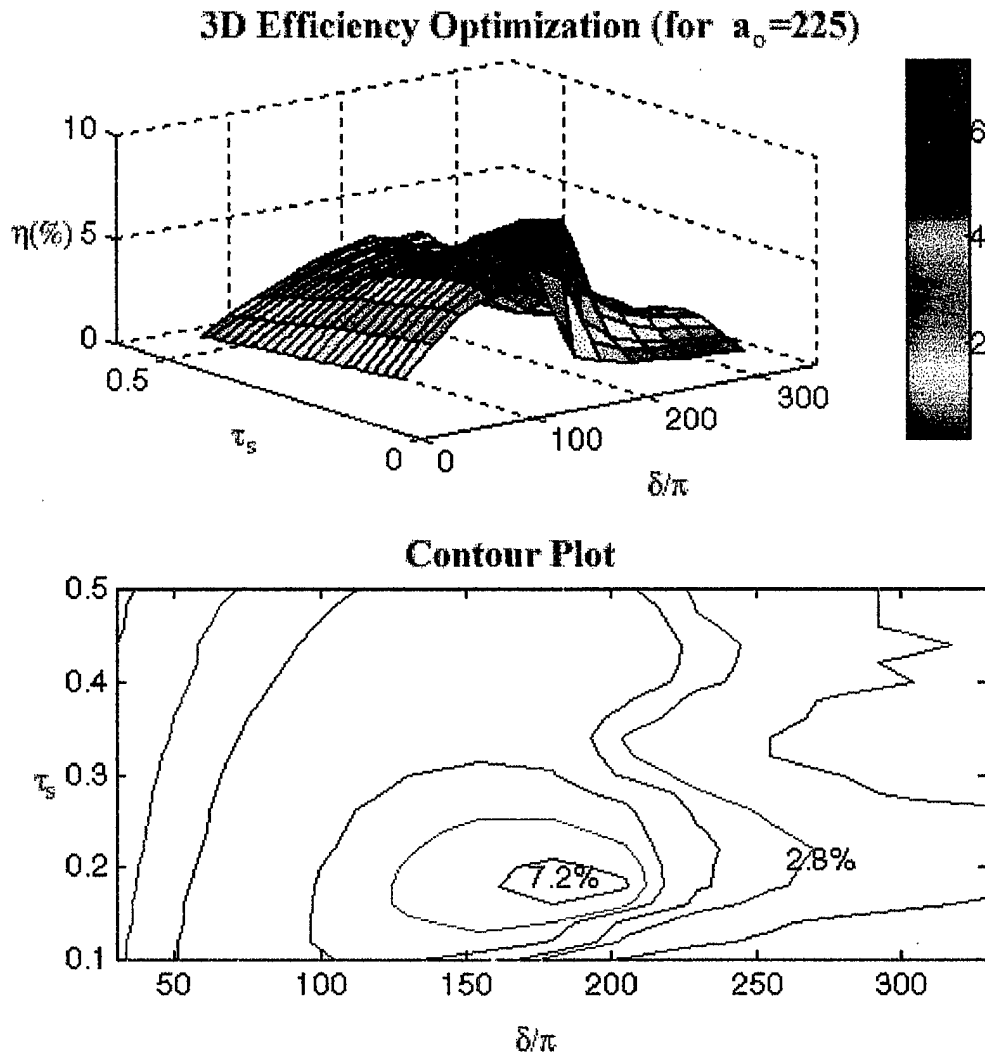 3D Efficiency Optimization (for a₀=225)
10
η(%) 5
0
0.5
τₛ
0
0
100
200
300
δ/π
6
4
2
Contour Plot
0.5
0.4
τₛ 0.3
0.2
0.1
7.2%
2.8%
50 100 150 200 250 300
δ/π